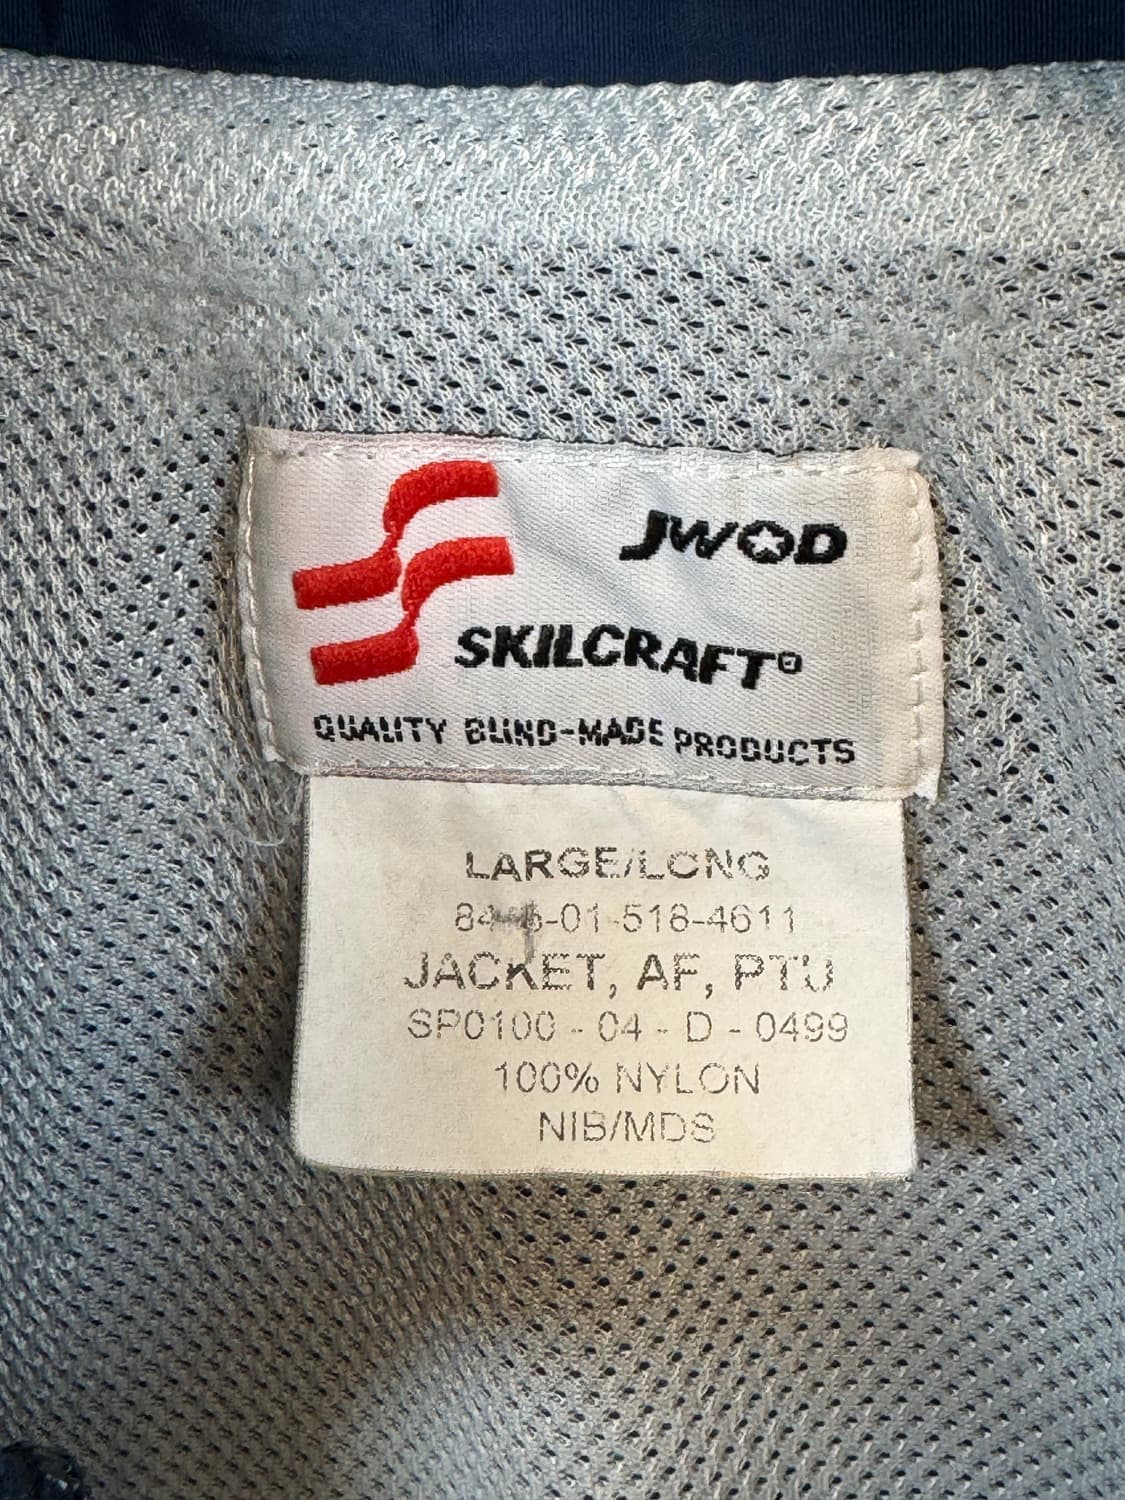 JWOD
SKILCRAFT®
QUALITY BLIND-MADE PRODUCTS
LARGE/LONG
-01-518-4611
JACKET, AF, PTU
SP0100 - 04 - D - 0499
100% NYLON
NIB/MDS